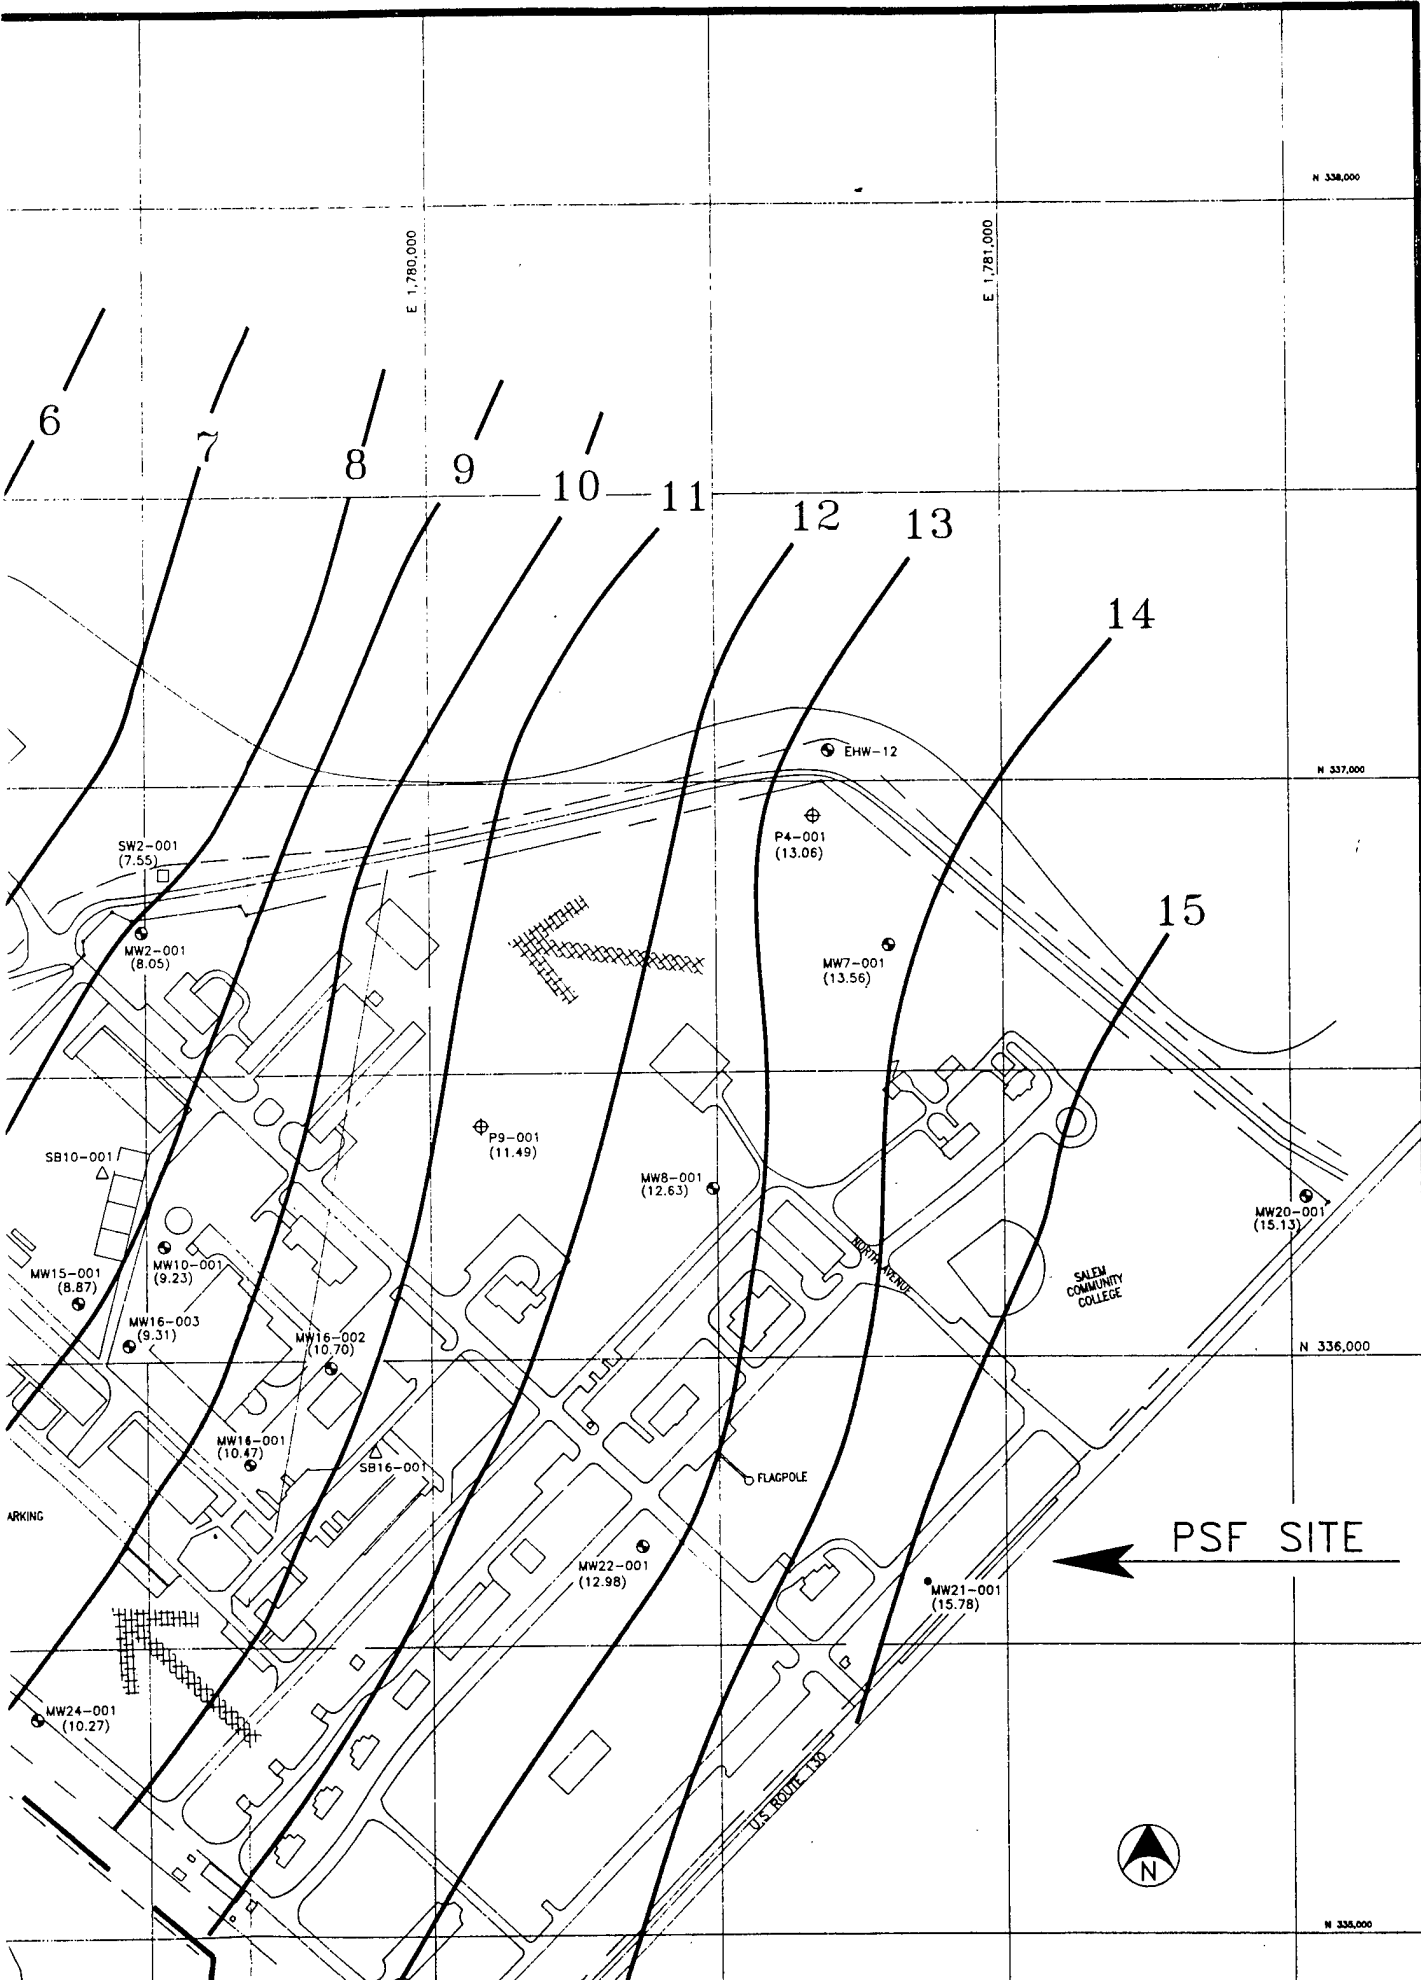 N 338,000
E 1,780,000
E 1,781,000
6
7
8
9
10
11
12
13
14
15
EHW-12
N 337,000
P4-001
(13.06)
SW2-001
(7.55)
MW2-001
(8.05)
MW7-001
(13.56)
P9-001
(11.49)
SB10-001
MW8-001
(12.63)
MW20-001
(15.13)
MW10-001
(9.23)
MW15-001
(8.87)
NORTH AVENUE
SALEM
COMMUNITY
COLLEGE
MW16-003
(9.31)
MW16-002
(10.70)
N 336,000
MW16-001
(10.47)
SB16-001
FLAGPOLE
ARKING
PSF SITE
MW22-001
(12.98)
MW21-001
(15.78)
MW24-001
(10.27)
U.S ROUTE 130
N
N 335,000